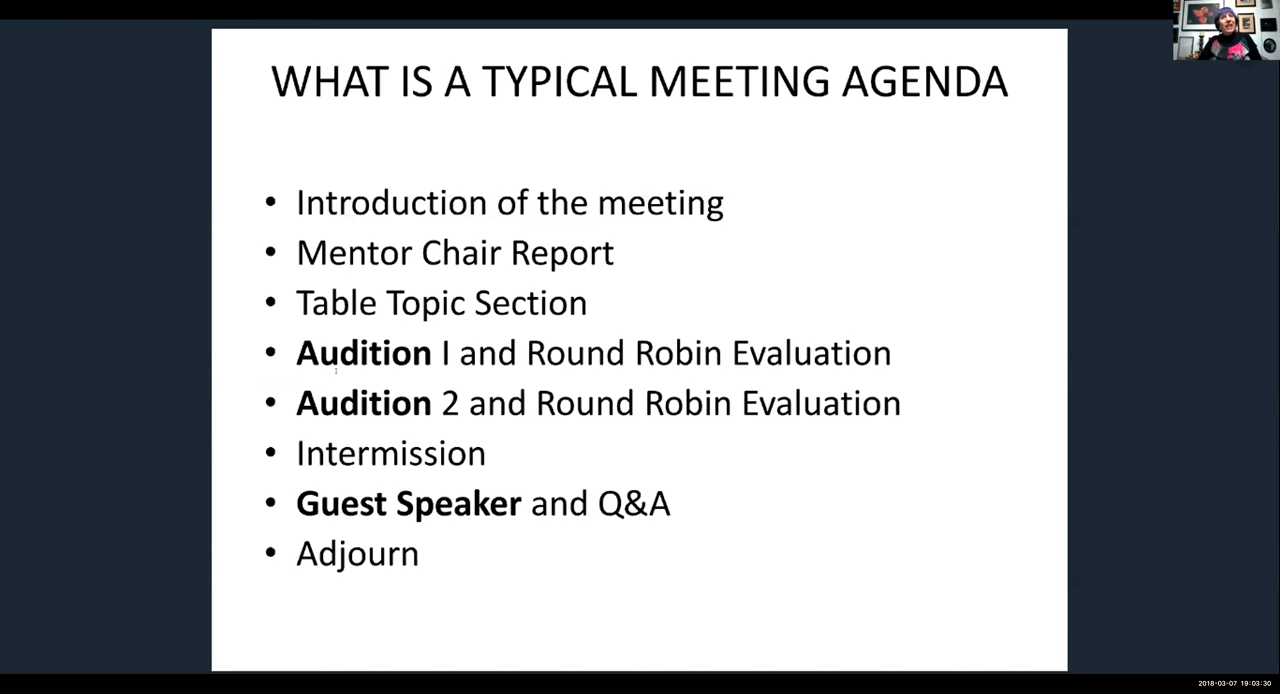 WHAT IS A TYPICAL MEETING AGENDA
• Introduction of the meeting
• Mentor Chair Report
• Table Topic Section
• Audition I and Round Robin Evaluation
• Audition 2 and Round Robin Evaluation
• Intermission
• Guest Speaker and Q&A
• Adjourn
2018-03-07 19:03:30